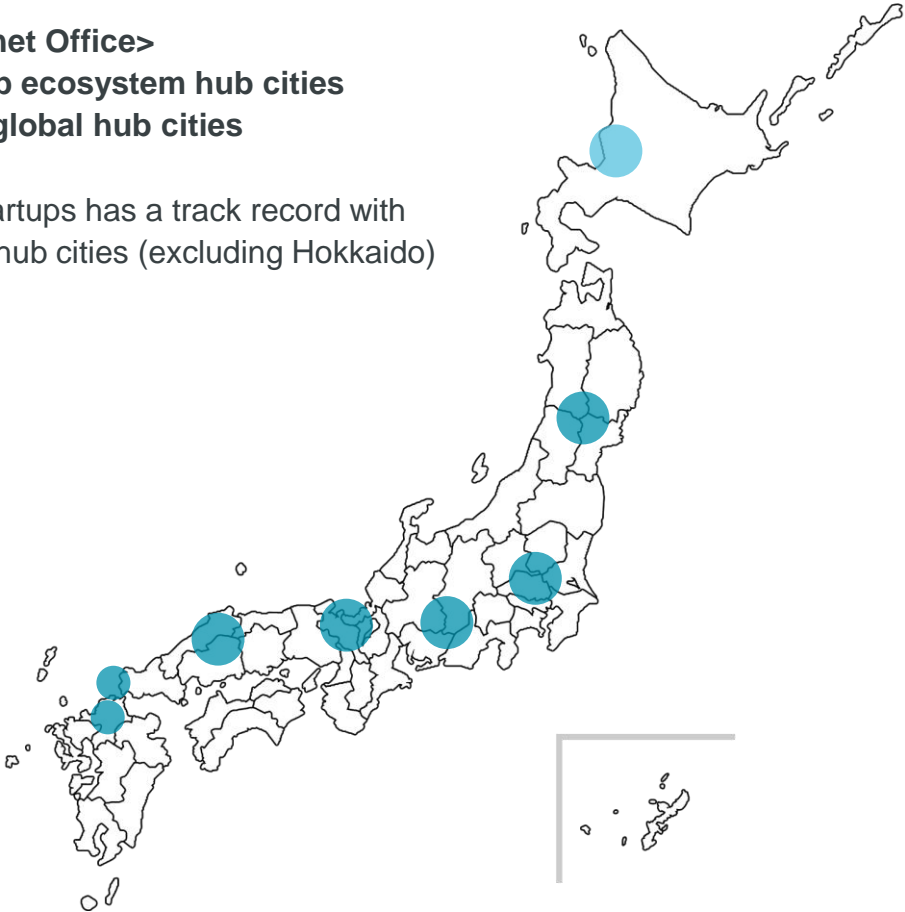 net Office>
p ecosystem hub cities
global hub cities
artups has a track record with
hub cities (excluding Hokkaido)